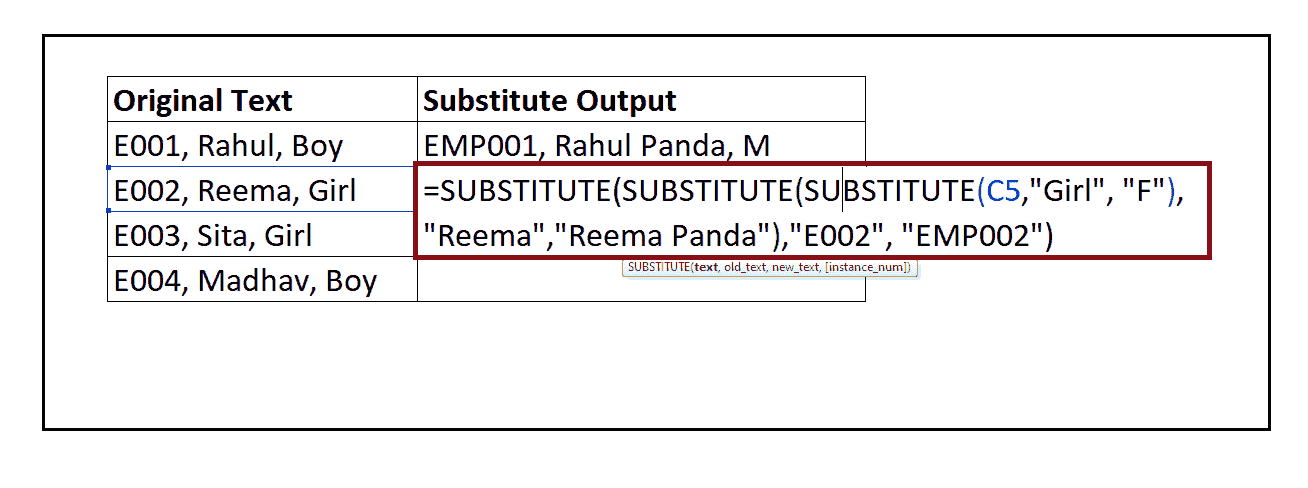 Original Text Substitute Output
E001, Rahul, Boy EMP001, Rahul Panda, M
E002, Reema, Girl =SUBSTITUTE(SUBSTITUTE(SUBSTITUTE(C5,"Girl", "F"),
E003, Sita, Girl "Reema","Reema Panda"),"E002", "EMP002")
SUBSTITUTE(text, old_text, new_text, [instance_num])
E004, Madhav, Boy